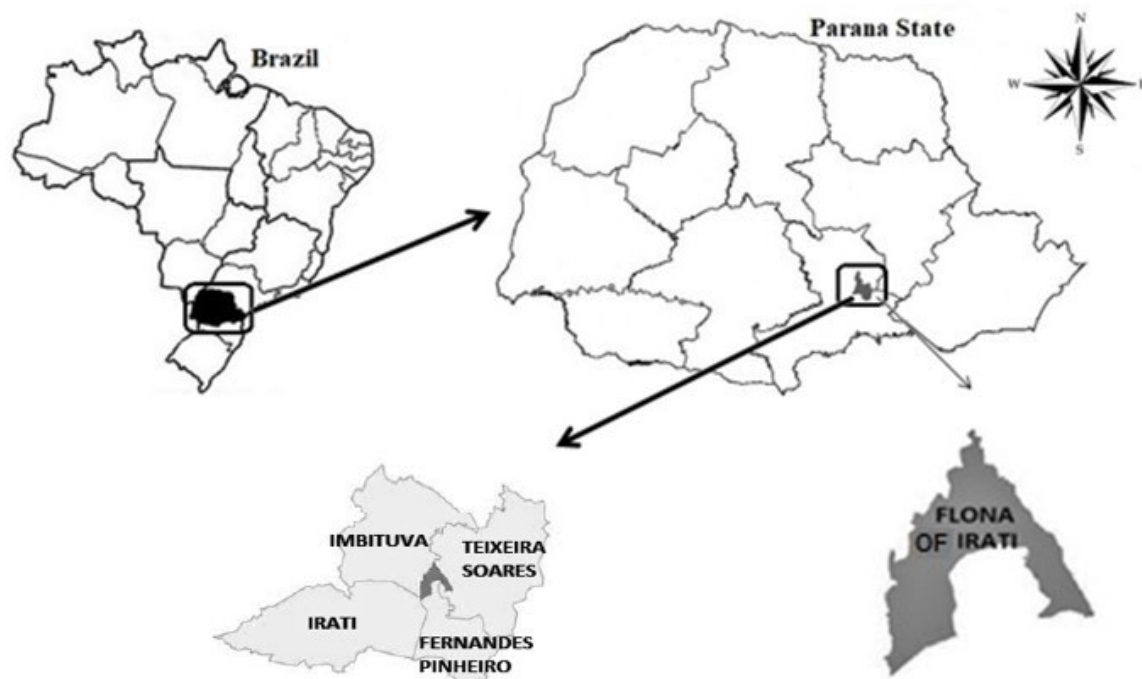 Brazil
Parana State
N
W
E
S
IMBITUVA
TEIXEIRA
SOARES
IRATI
FERNANDES
PINHEIRO
FLONA
OF IRATI